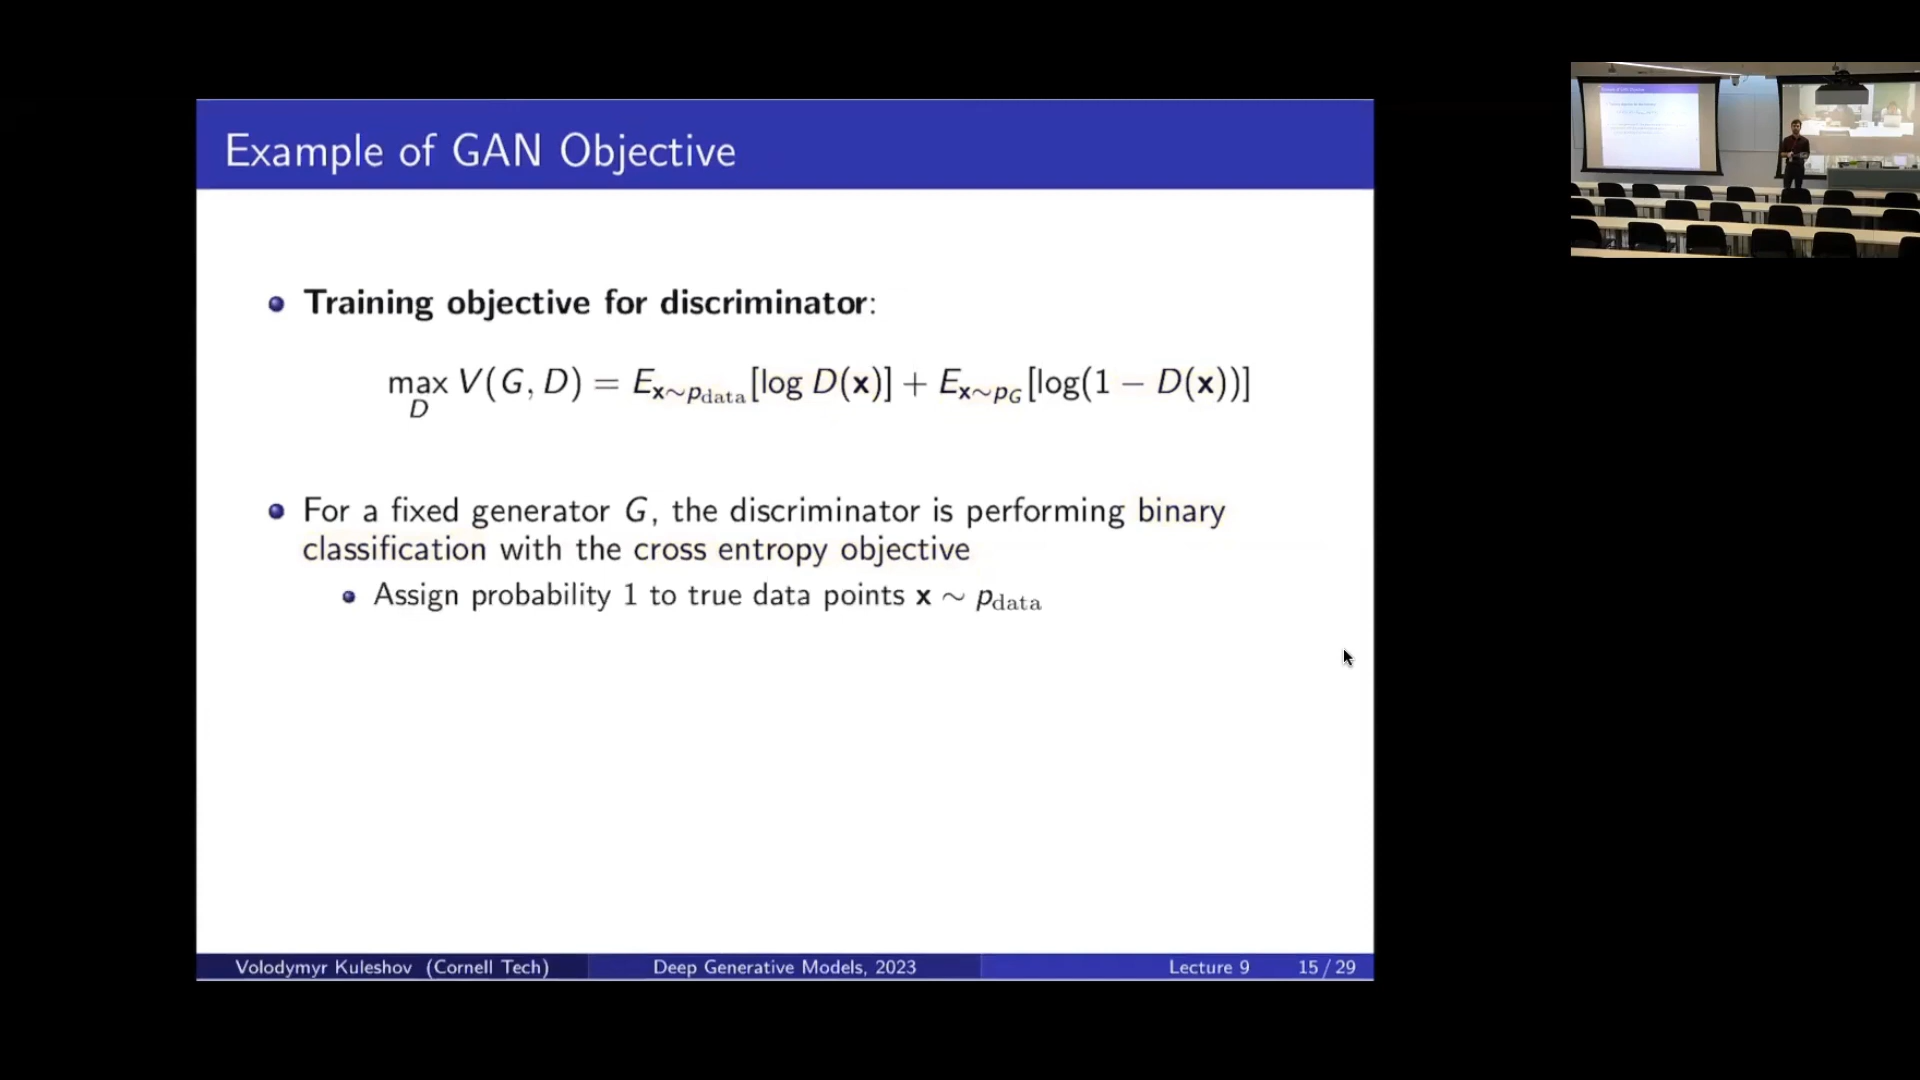 Example of GAN Objective
Training objective for discriminator:
max_D V(G, D) = E_{x∼p_data}[log D(x)] + E_{x∼p_G}[log(1 − D(x))]
For a fixed generator G, the discriminator is performing binary
classification with the cross entropy objective
Assign probability 1 to true data points x ∼ p_data
Volodymyr Kuleshov (Cornell Tech) Deep Generative Models, 2023 Lecture 9 15 / 29